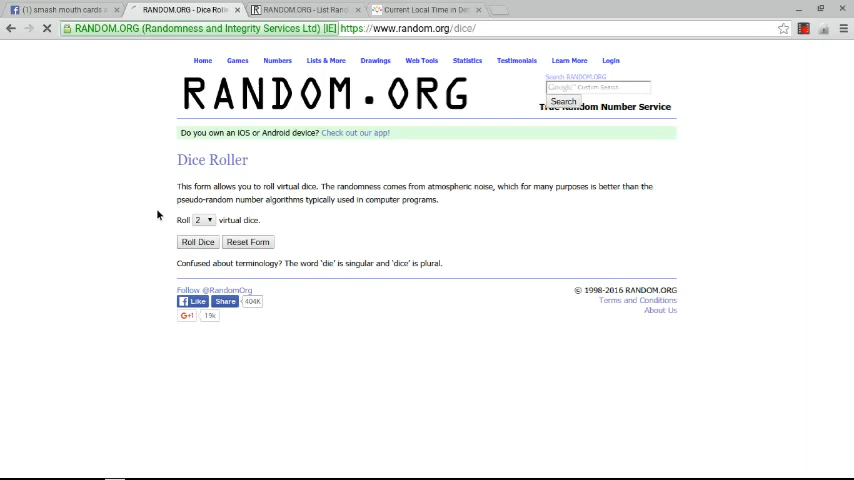 (1) smash mouth cards a
RANDOM.ORG - Dice Rolle
RANDOM.ORG - List Rand
Current Local Time in Det
RANDOM.ORG (Randomness and Integrity Services Ltd) [IE] https://www.random.org/dice/
Home Games Numbers Lists & More Drawings Web Tools Statistics Testimonials Learn More Login
RANDOM.ORG
Search RANDOM.ORG
Google™ Custom Search
Search
True Random Number Service
Do you own an iOS or Android device? Check out our app!
Dice Roller
This form allows you to roll virtual dice. The randomness comes from atmospheric noise, which for many purposes is better than the
pseudo-random number algorithms typically used in computer programs.
Roll 2 virtual dice.
Roll Dice Reset Form
Confused about terminology? The word 'die' is singular and 'dice' is plural.
Follow @RandomOrg
Like Share 404K
G+1 19k
© 1998-2016 RANDOM.ORG
Terms and Conditions
About Us